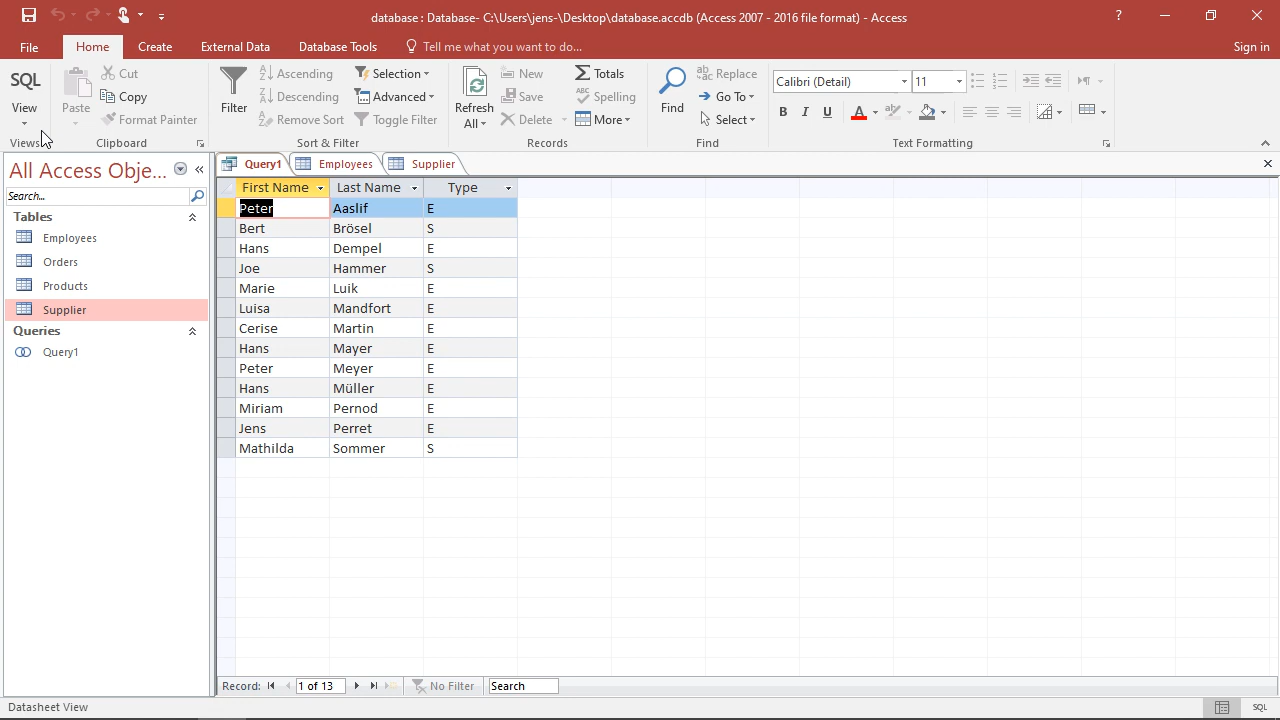 database : Database- C:\Users\jens-\Desktop\database.accdb (Access 2007 - 2016 file format) - Access
?
File Home Create External Data Database Tools Tell me what you want to do... Sign in
SQL
View
Views
Paste
Cut
Copy
Format Painter
Clipboard
Filter
Ascending
Descending
Remove Sort
Selection
Advanced
Toggle Filter
Sort & Filter
Refresh
All
New
Save
Delete
Totals
Spelling
More
Records
Find
Replace
Go To
Select
Find
Calibri (Detail) 11
B I U A
Text Formatting
All Access Obje...
Search...
Tables
Employees
Orders
Products
Supplier
Queries
Query1
Query1 Employees Supplier
First Name Last Name Type
Peter Aaslif E
Bert Brösel S
Hans Dempel E
Joe Hammer S
Marie Luik E
Luisa Mandfort E
Cerise Martin E
Hans Mayer E
Peter Meyer E
Hans Müller E
Miriam Pernod E
Jens Perret E
Mathilda Sommer S
Record: 1 of 13 No Filter Search
Datasheet View SQL